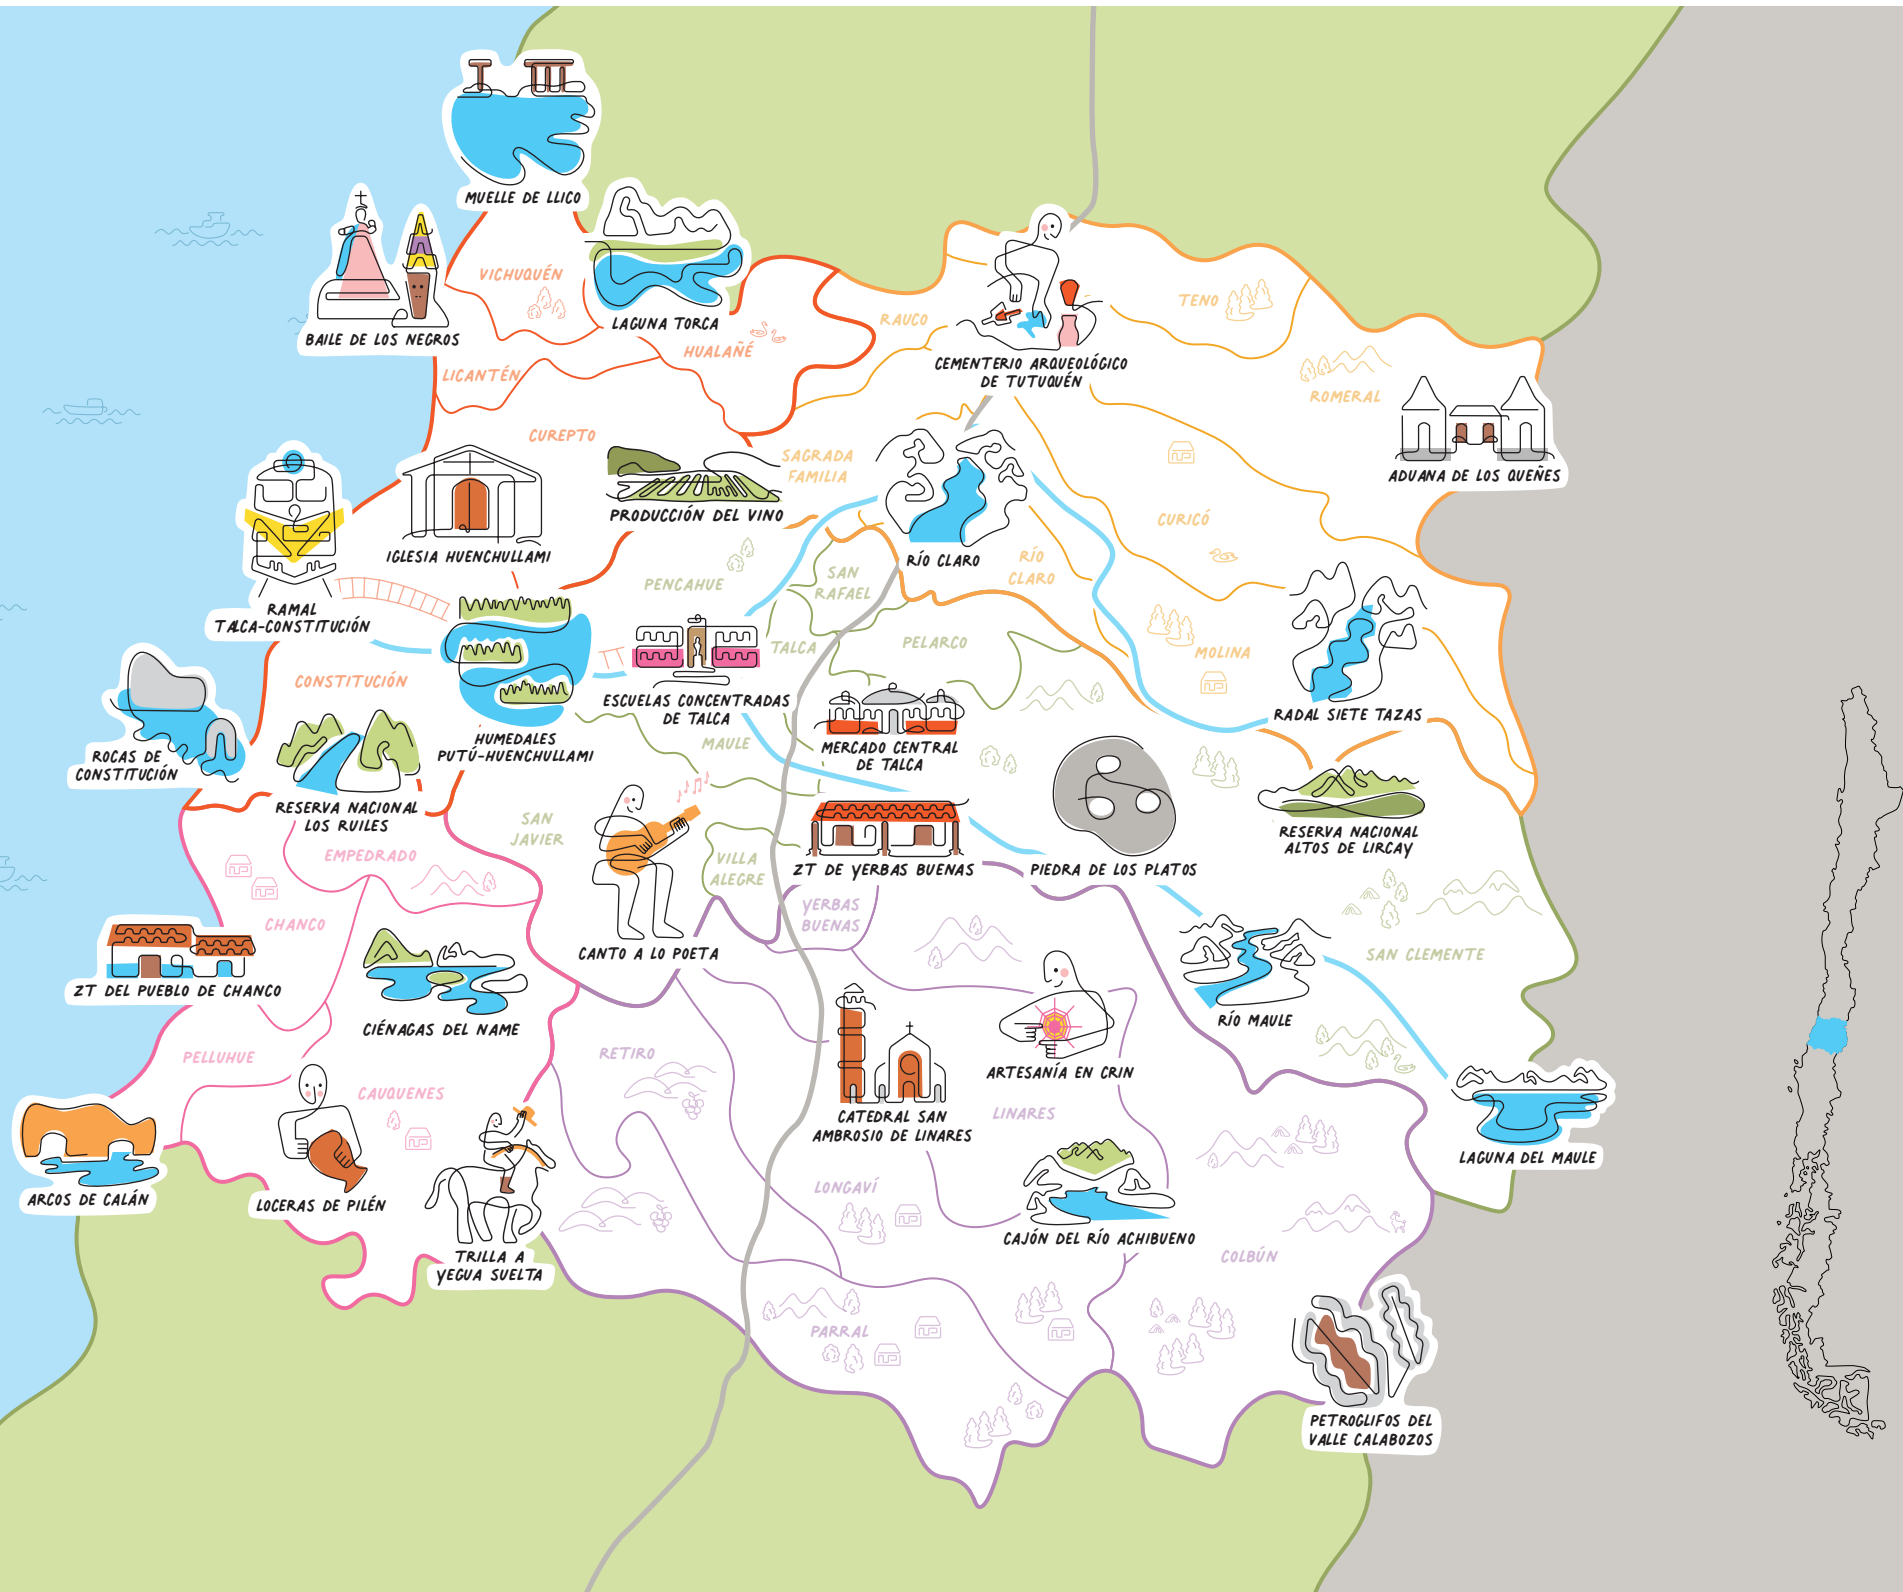 MUELLE DE LLICO
BAILE DE LOS NEGROS
VICHUQUÉN
LAGUNA TORCA
HUALAÑÉ
LICANTÉN
RAUCO
CEMENTERIO ARQUEOLÓGICO
DE TUTUQUÉN
TENO
ROMERAL
ADUANA DE LOS QUEÑES
CUREPTO
SAGRADA
FAMILIA
PRODUCCIÓN DEL VINO
IGLESIA HUENCHULLAMI
RÍO CLARO
CURICÓ
RÍO
CLARO
RAMAL
TALCA-CONSTITUCIÓN
PENCAHUE
SAN
RAFAEL
TALCA
PELARCO
MOLINA
CONSTITUCIÓN
ESCUELAS CONCENTRADAS
DE TALCA
RADAL SIETE TAZAS
HUMEDALES
PUTÚ-HUENCHULLAMI
MAULE
MERCADO CENTRAL
DE TALCA
ROCAS DE
CONSTITUCIÓN
RESERVA NACIONAL
LOS RUILES
SAN
JAVIER
RESERVA NACIONAL
ALTOS DE LIRCAY
EMPEDRADO
VILLA
ALEGRE
ZT DE YERBAS BUENAS
PIEDRA DE LOS PLATOS
CHANCO
YERBAS
BUENAS
CANTO A LO POETA
SAN CLEMENTE
ZT DEL PUEBLO DE CHANCO
CIÉNAGAS DEL NAME
RÍO MAULE
PELLUHUE
RETIRO
ARTESANÍA EN CRIN
CAUQUENES
CATEDRAL SAN
AMBROSIO DE LINARES
LINARES
LAGUNA DEL MAULE
ARCOS DE CALÁN
LOCERAS DE PILÉN
LONGAVÍ
CAJÓN DEL RÍO ACHIBUENO
COLBÚN
TRILLA A
YEGUA SUELTA
PARRAL
PETROGLIFOS DEL
VALLE CALABOZOS